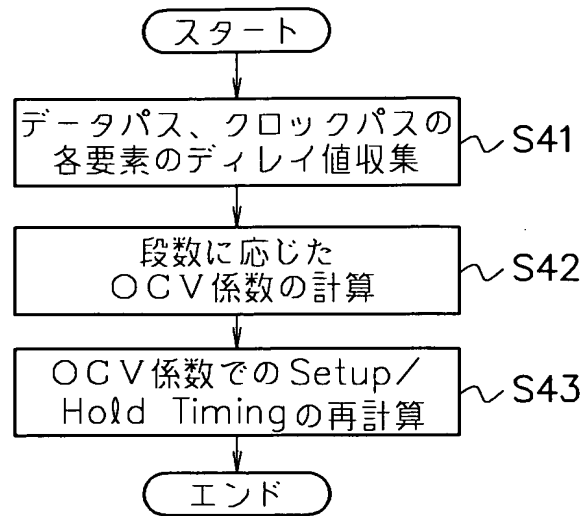 スタート
データパス、クロックパスの
各要素のディレイ値収集
S41
段数に応じた
OCV係数の計算
S42
OCV係数でのSetup/
Hold Timingの再計算
S43
エンド